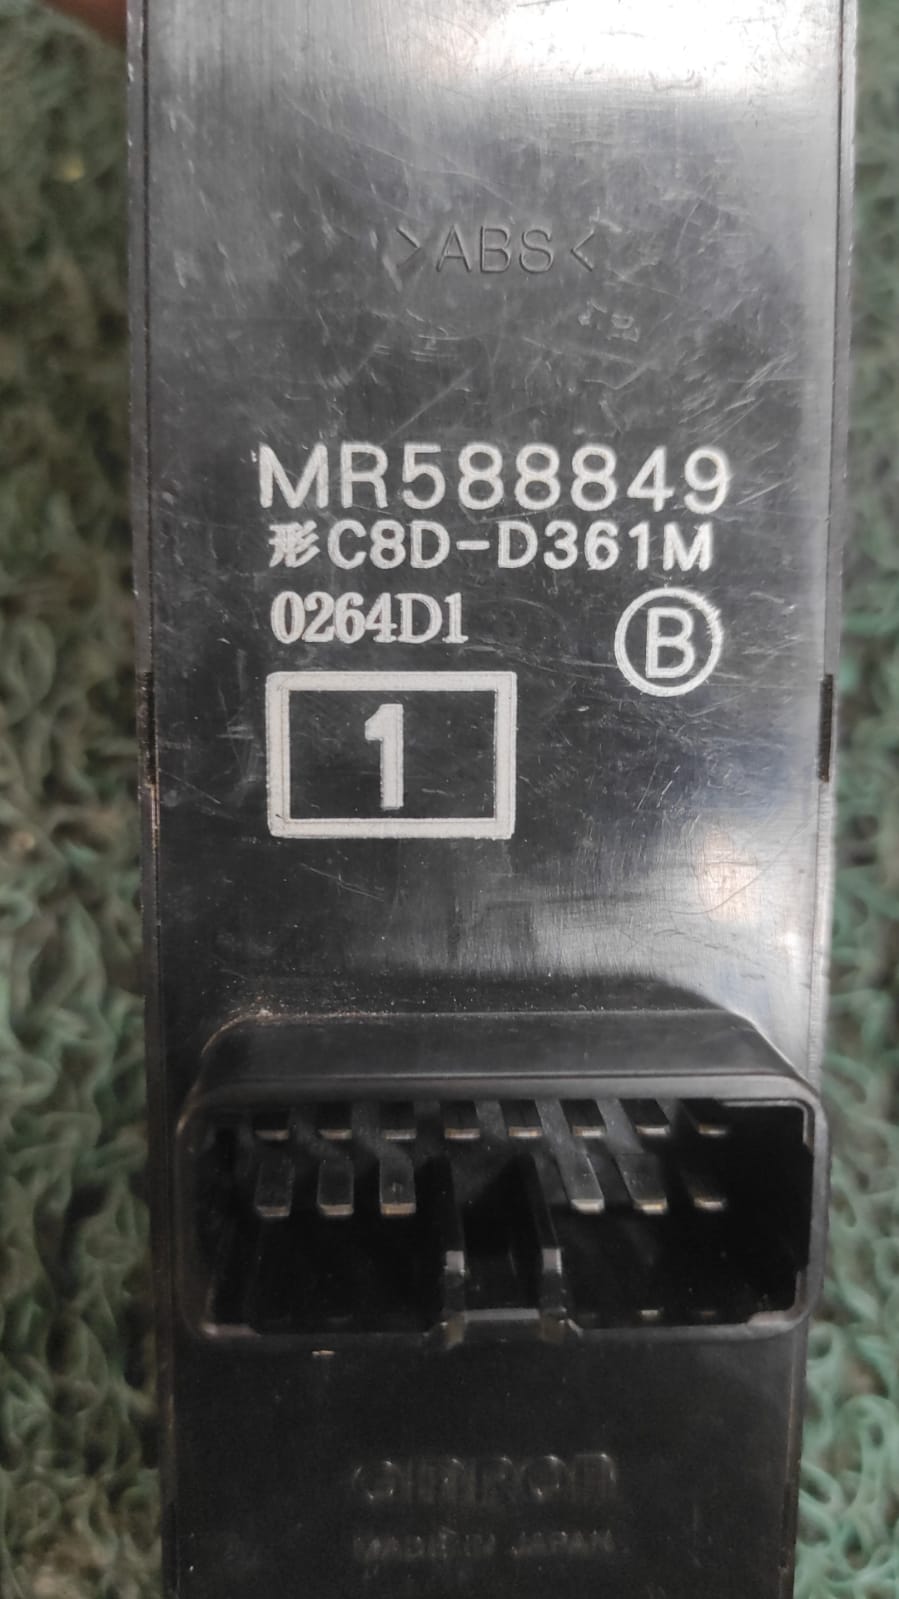 >ABS<
MR588849
形C8D-D361M
0264D1
B
1
OMRON
MADE IN JAPAN